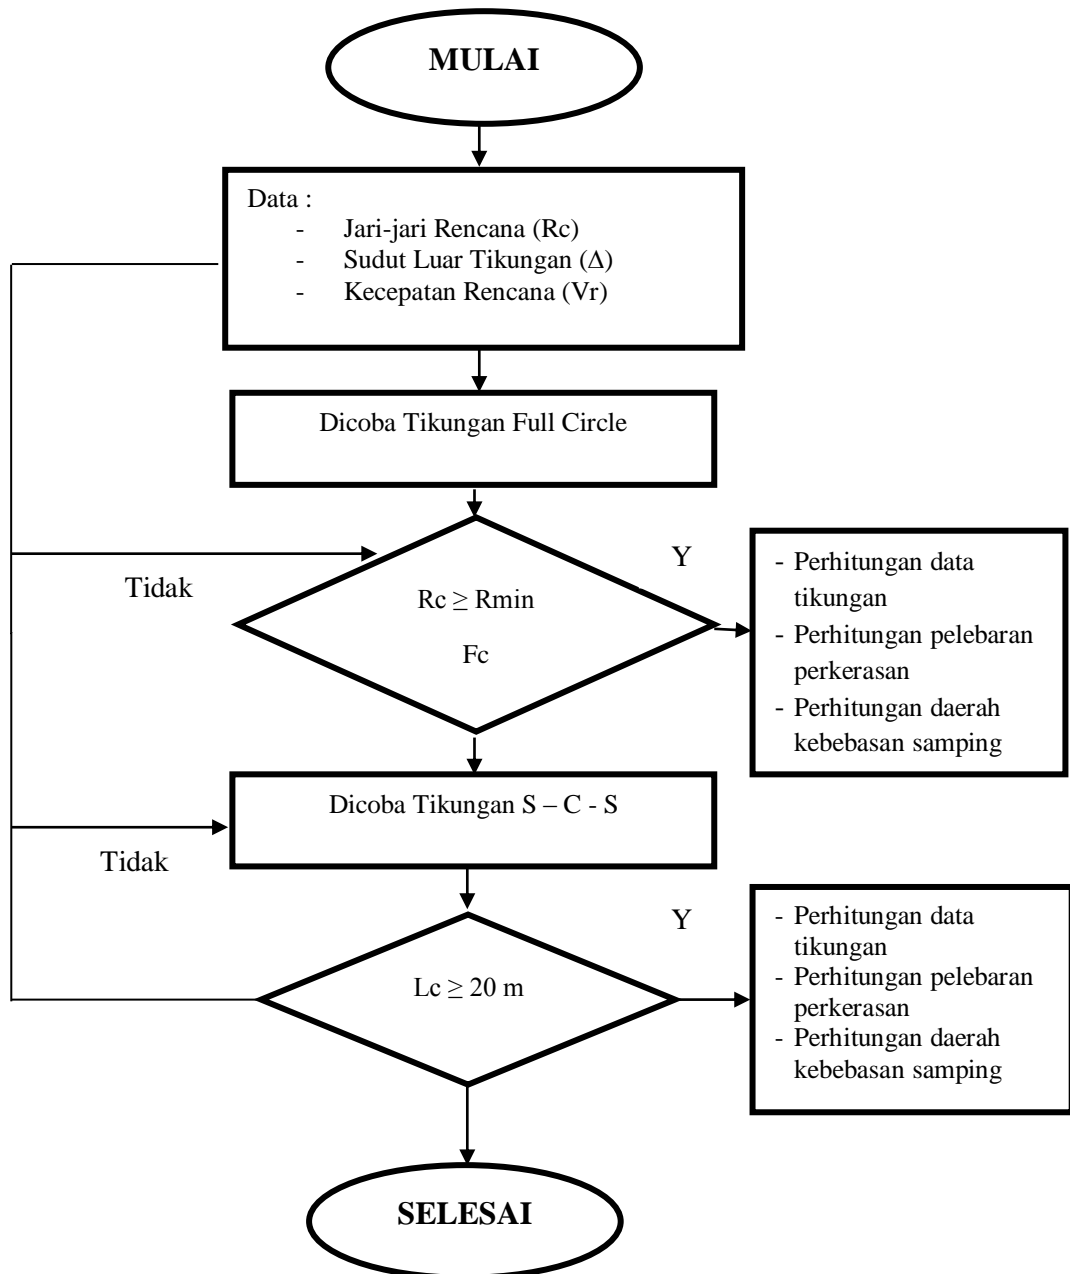 MULAI
Data :
- Jari-jari Rencana (Rc)
- Sudut Luar Tikungan (Δ)
- Kecepatan Rencana (Vr)
Dicoba Tikungan Full Circle
Tidak
Rc ≥ Rmin
Fc
Y
- Perhitungan data
tikungan
- Perhitungan pelebaran
perkerasan
- Perhitungan daerah
kebebasan samping
Dicoba Tikungan S – C - S
Tidak
Lc ≥ 20 m
Y
- Perhitungan data
tikungan
- Perhitungan pelebaran
perkerasan
- Perhitungan daerah
kebebasan samping
SELESAI